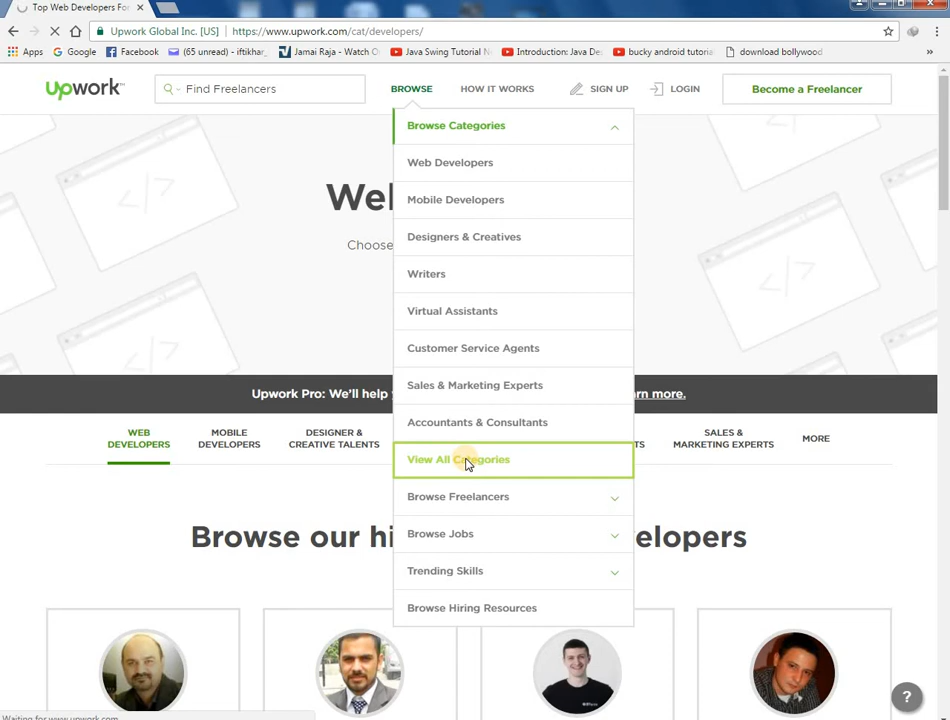 Top Web Developers For
Upwork Global Inc. [US] https://www.upwork.com/cat/developers/
Apps Google Facebook (65 unread) - iftikhar_ Jamai Raja - Watch O Java Swing Tutorial N Introduction: Java De bucky android tutoria download bollywood
upwork™ Find Freelancers BROWSE HOW IT WORKS SIGN UP LOGIN Become a Freelancer
Browse Categories
Web Developers
Mobile Developers
Designers & Creatives
Writers
Virtual Assistants
Customer Service Agents
Sales & Marketing Experts
Accountants & Consultants
View All Categories
Browse Freelancers
Browse Jobs
Trending Skills
Browse Hiring Resources
We
Choose
</>
</>
Upwork Pro: We'll help
rn more.
WEB
DEVELOPERS
MOBILE
DEVELOPERS
DESIGNER &
CREATIVE TALENTS
TS
SALES &
MARKETING EXPERTS
MORE
Browse our hi elopers
?
Waiting for www.upwork.com